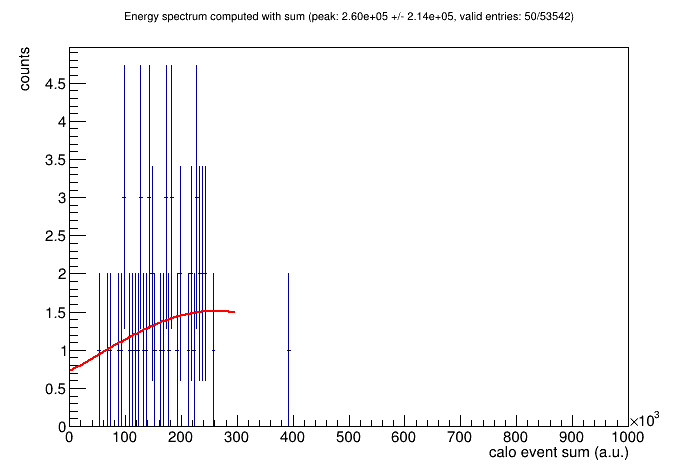 Energy spectrum computed with sum (peak: 2.60e+05 +/- 2.14e+05, valid entries: 50/53542)
counts
4.5
4
3.5
3
2.5
2
1.5
1
0.5
0
0 100 200 300 400 500 600 700 800 900 1000
×10³
calo event sum (a.u.)